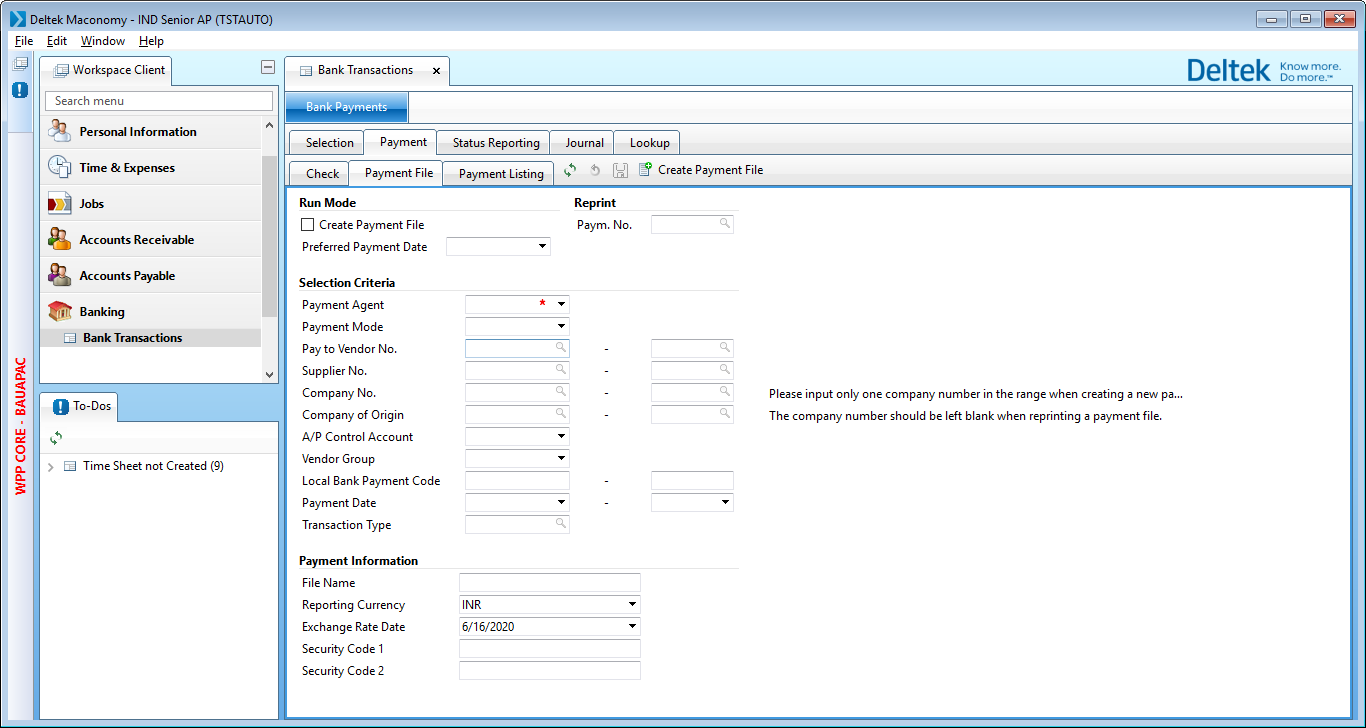 Deltek Maconomy - IND Senior AP (TSTAUTO)
File Edit Window Help
Workspace Client
Search menu
Personal Information
Time & Expenses
Jobs
Accounts Receivable
Accounts Payable
Banking
Bank Transactions
WPP CORE - BAUAPAC
To-Dos
Time Sheet not Created (9)
Bank Transactions x
Deltek Know more.
Do more.™
Bank Payments
Selection Payment Status Reporting Journal Lookup
Check Payment File Payment Listing Create Payment File
Run Mode Reprint
Create Payment File Paym. No.
Preferred Payment Date
Selection Criteria
Payment Agent *
Payment Mode
Pay to Vendor No. -
Supplier No. -
Company No. - Please input only one company number in the range when creating a new pa...
Company of Origin - The company number should be left blank when reprinting a payment file.
A/P Control Account
Vendor Group
Local Bank Payment Code -
Payment Date -
Transaction Type
Payment Information
File Name
Reporting Currency INR
Exchange Rate Date 6/16/2020
Security Code 1
Security Code 2